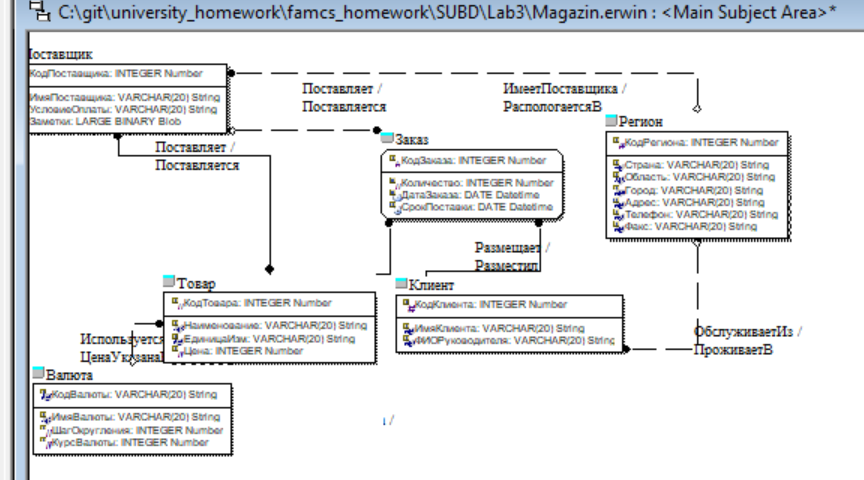 C:\git\university_homework\famcs_homework\SUBD\Lab3\Magazin.erwin : <Main Subject Area>*
Поставщик
КодПоставщика: INTEGER Number
ИмяПоставщика: VARCHAR(20) String
УсловиеОплаты: VARCHAR(20) String
Заметки: LARGE BINARY Blob
Поставляет /
Поставляется
ИмеетПоставщика /
РаспологаетсяВ
Регион
КодРегиона: INTEGER Number
Страна: VARCHAR(20) String
Область: VARCHAR(20) String
Город: VARCHAR(20) String
Адрес: VARCHAR(20) String
Телефон: VARCHAR(20) String
Факс: VARCHAR(20) String
Поставляет /
Поставляется
Заказ
КодЗаказа: INTEGER Number
Количество: INTEGER Number
ДатаЗаказа: DATE Datetime
СрокПоставки: DATE Datetime
Размещает /
Разместил
Товар
КодТовара: INTEGER Number
Наименование: VARCHAR(20) String
ЕдиницаИзм: VARCHAR(20) String
Цена: INTEGER Number
Клиент
КодКлиента: INTEGER Number
ИмяКлиента: VARCHAR(20) String
ФИОРуководителя: VARCHAR(20) String
ОбслуживаетИз /
ПроживаетВ
Используется
ЦенаУказана
Валюта
КодВалюты: VARCHAR(20) String
ИмяВалюты: VARCHAR(20) String
ШагОкругления: INTEGER Number
КурсВалюты: INTEGER Number
/